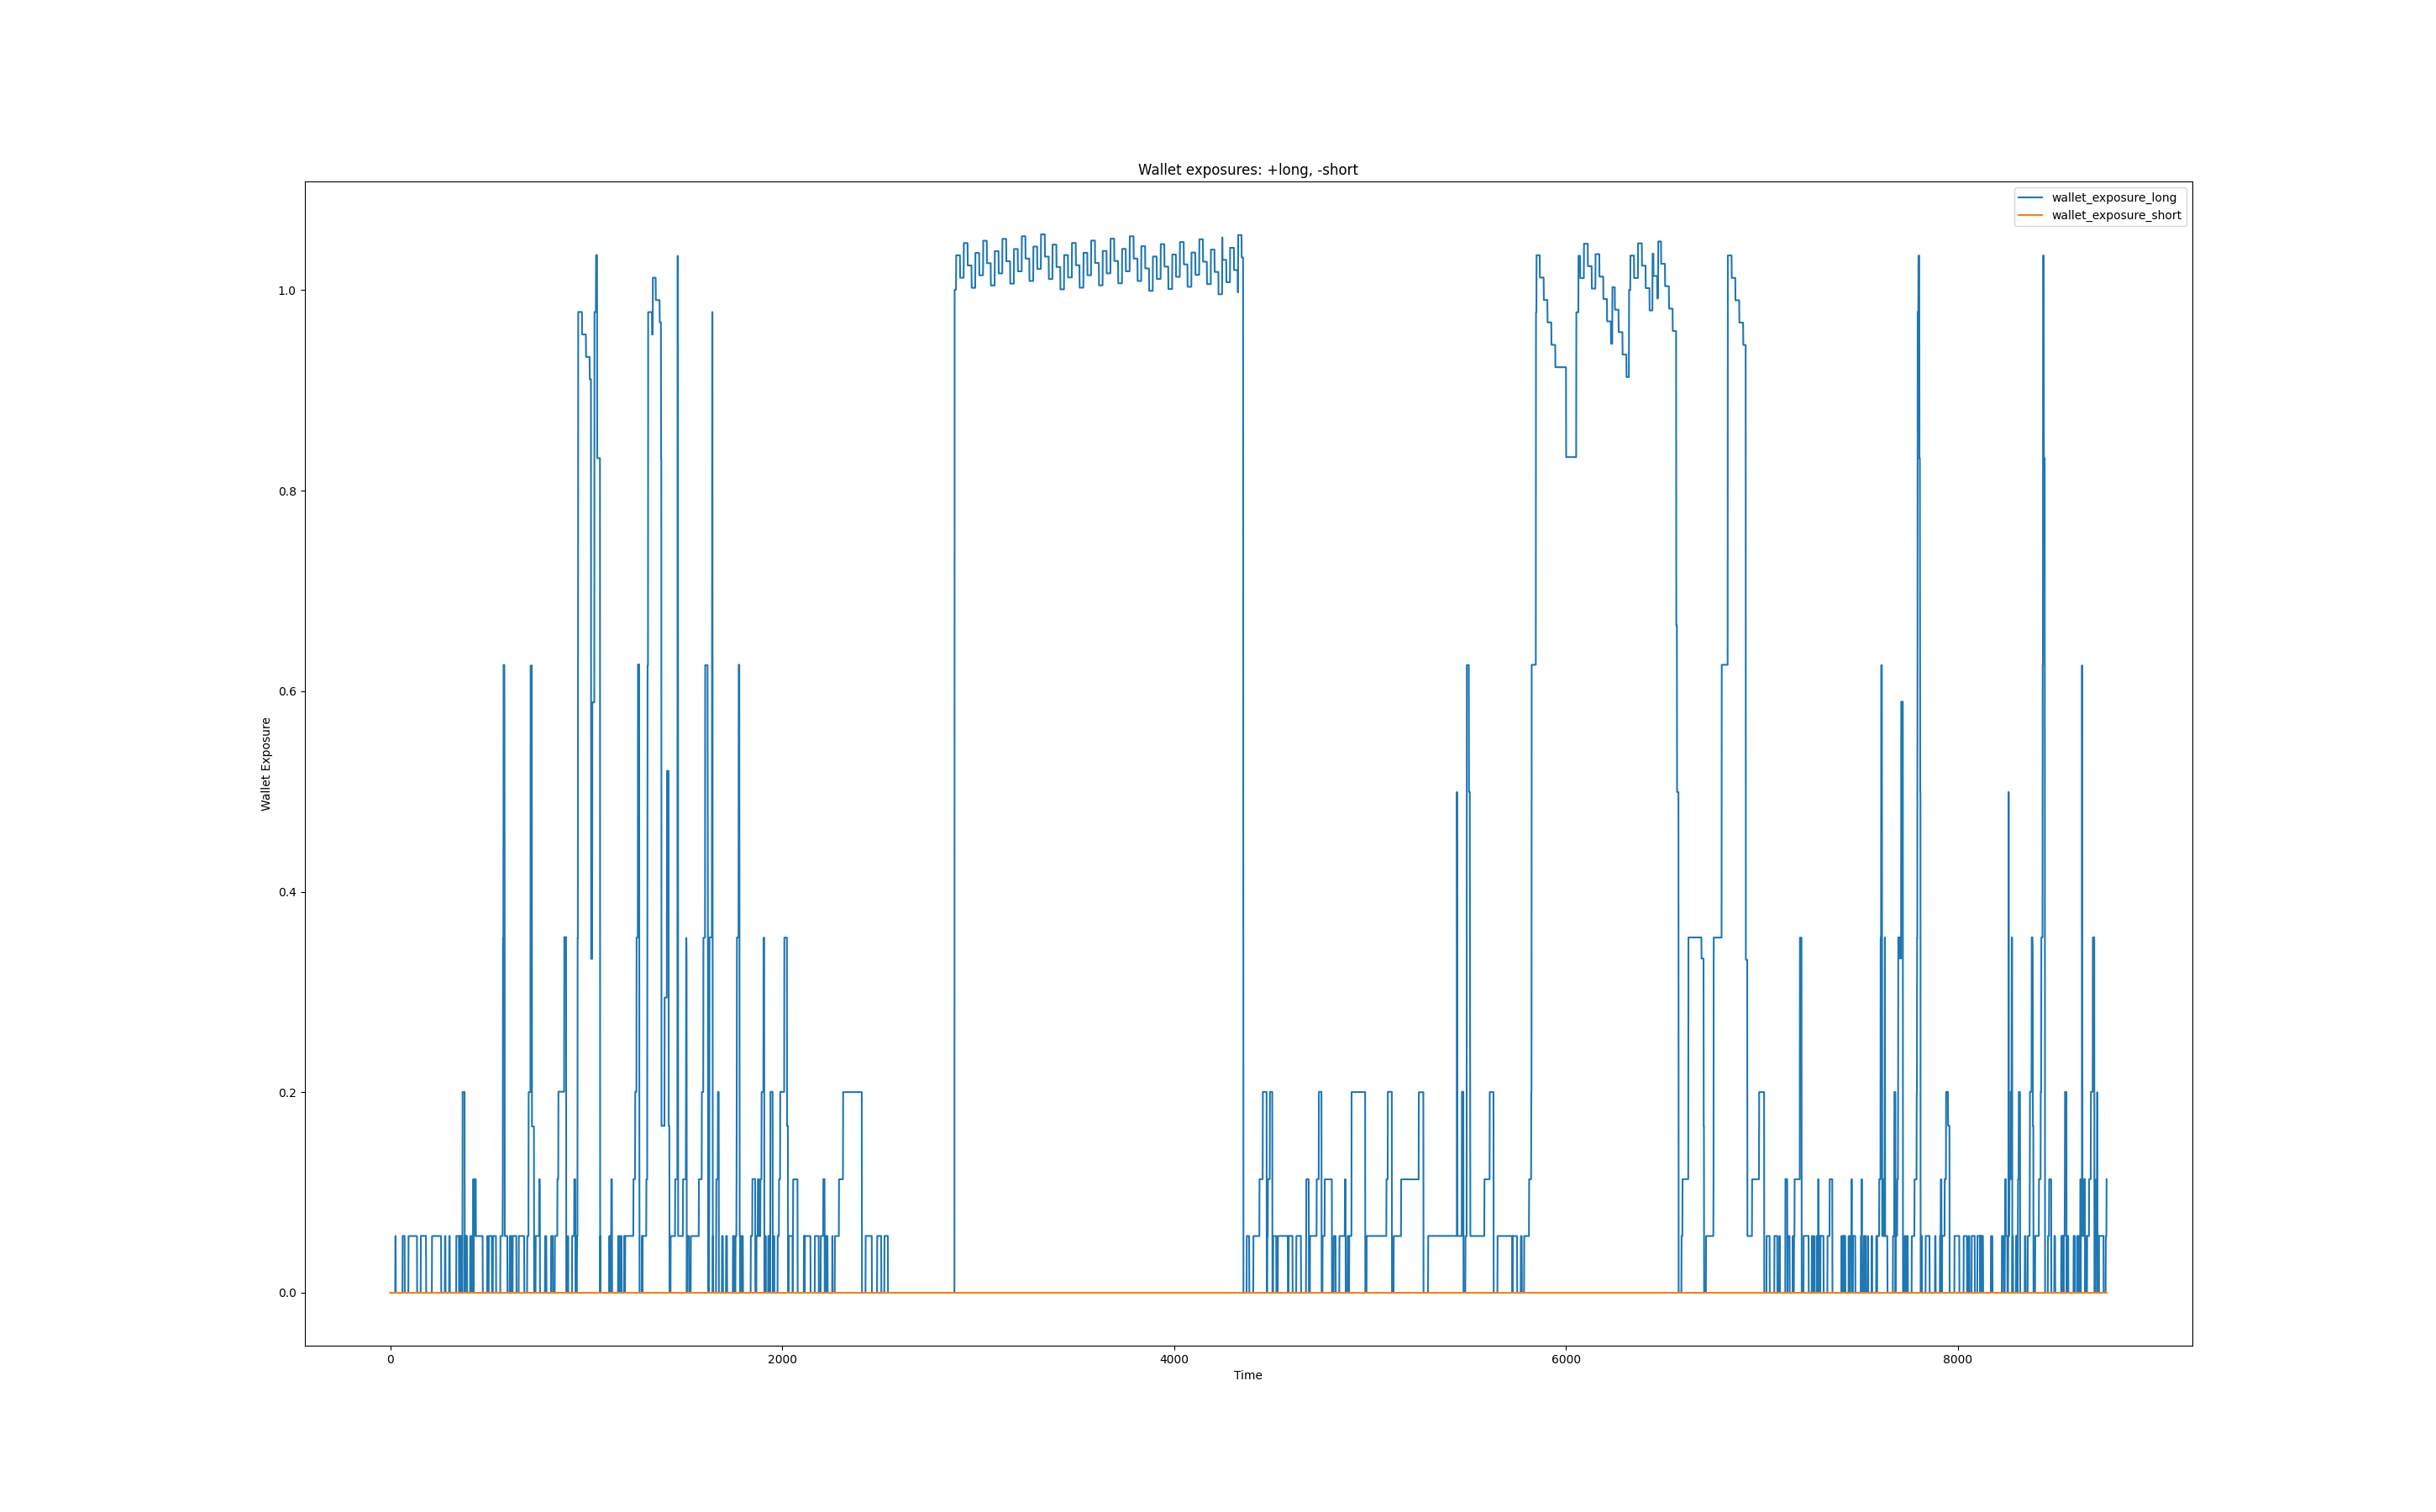 Wallet exposures: +long, -short
wallet_exposure_long
wallet_exposure_short
1.0
0.8
0.6
0.4
0.2
0.0
Wallet Exposure
0 2000 4000 6000 8000
Time